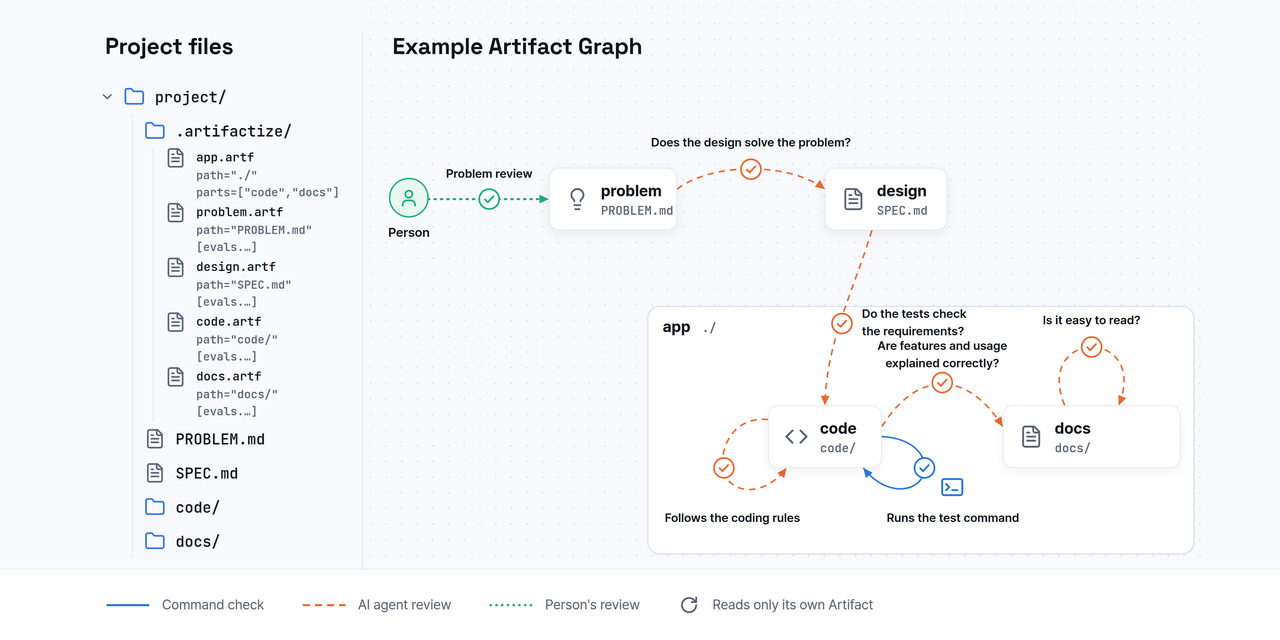 Project files
project/
.artifactize/
app.artf
path="./"
parts=["code","docs"]
problem.artf
path="PROBLEM.md"
[evals...]
design.artf
path="SPEC.md"
[evals...]
code.artf
path="code/"
[evals...]
docs.artf
path="docs/"
[evals...]
PROBLEM.md
SPEC.md
code/
docs/
Example Artifact Graph
Does the design solve the problem?
Problem review
Person
problem
PROBLEM.md
design
SPEC.md
app ./
Do the tests check
the requirements?
Is it easy to read?
Are features and usage
explained correctly?
code
code/
docs
docs/
Follows the coding rules
Runs the test command
Command check
AI agent review
Person's review
Reads only its own Artifact